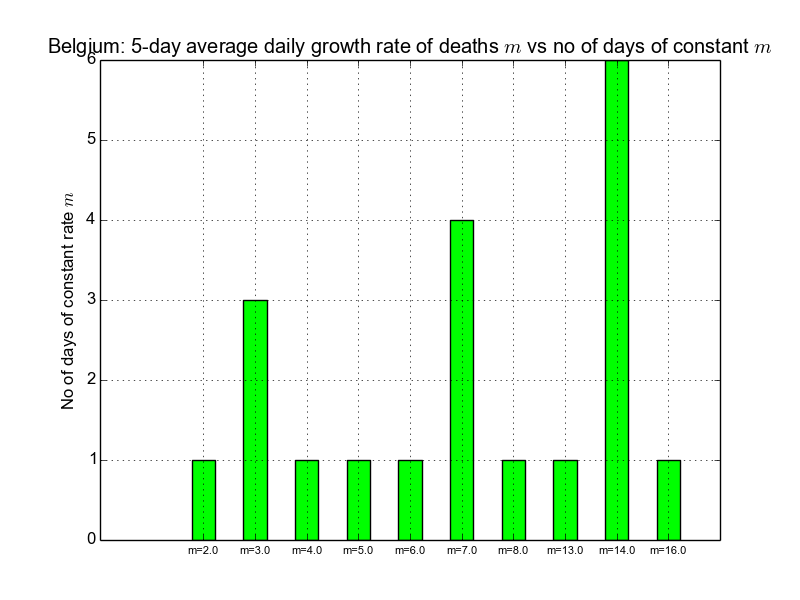 Belgium: 5-day average daily growth rate of deaths m vs no of days of constant m
6
5
4
3
2
1
0
No of days of constant rate m
m=2.0 m=3.0 m=4.0 m=5.0 m=6.0 m=7.0 m=8.0 m=13.0 m=14.0 m=16.0